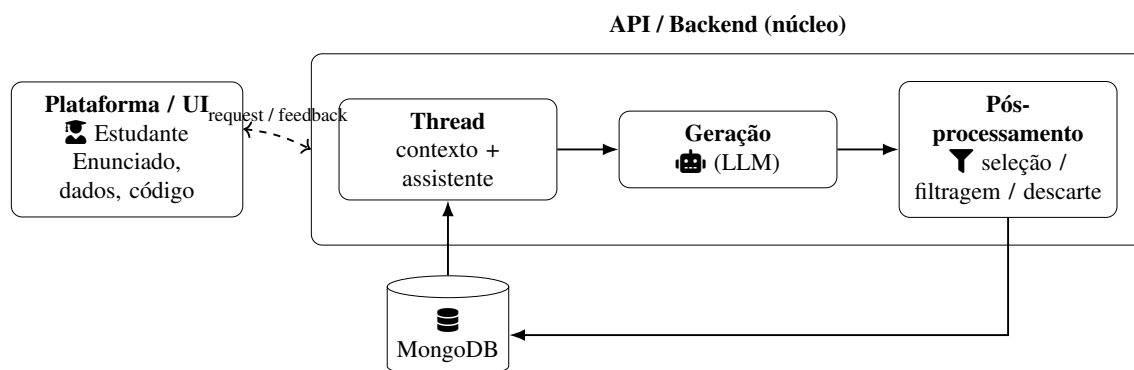 API / Backend (núcleo)
Plataforma / UI
Estudante
Enunciado,
dados, código
request / feedback
Thread
contexto +
assistente
Geração
(LLM)
Pós-
processamento
seleção /
filtragem / descarte
MongoDB